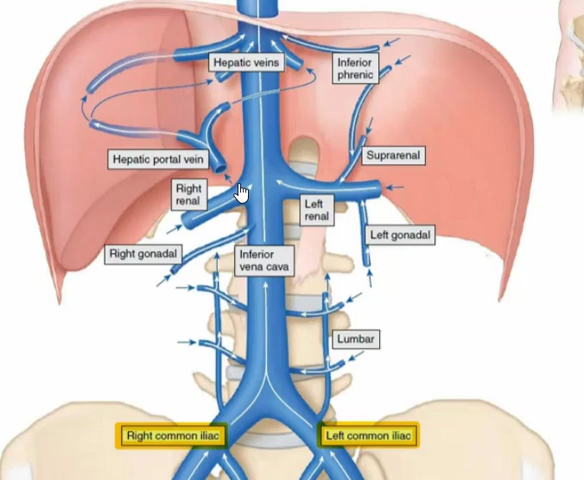 Hepatic veins
Inferior
phrenic
Hepatic portal vein
Suprarenal
Right
renal
Left
renal
Left gonadal
Right gonadal
Inferior
vena cava
Lumbar
Right common iliac
Left common iliac